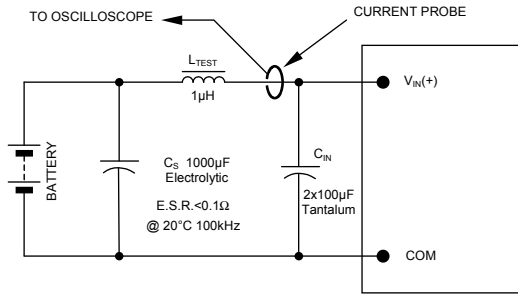 TO OSCILLOSCOPE
CURRENT PROBE
L_TEST
1µH
V_IN(+)
BATTERY
C_S 1000µF
Electrolytic
E.S.R.<0.1Ω
@ 20°C 100kHz
C_IN
2x100µF
Tantalum
COM